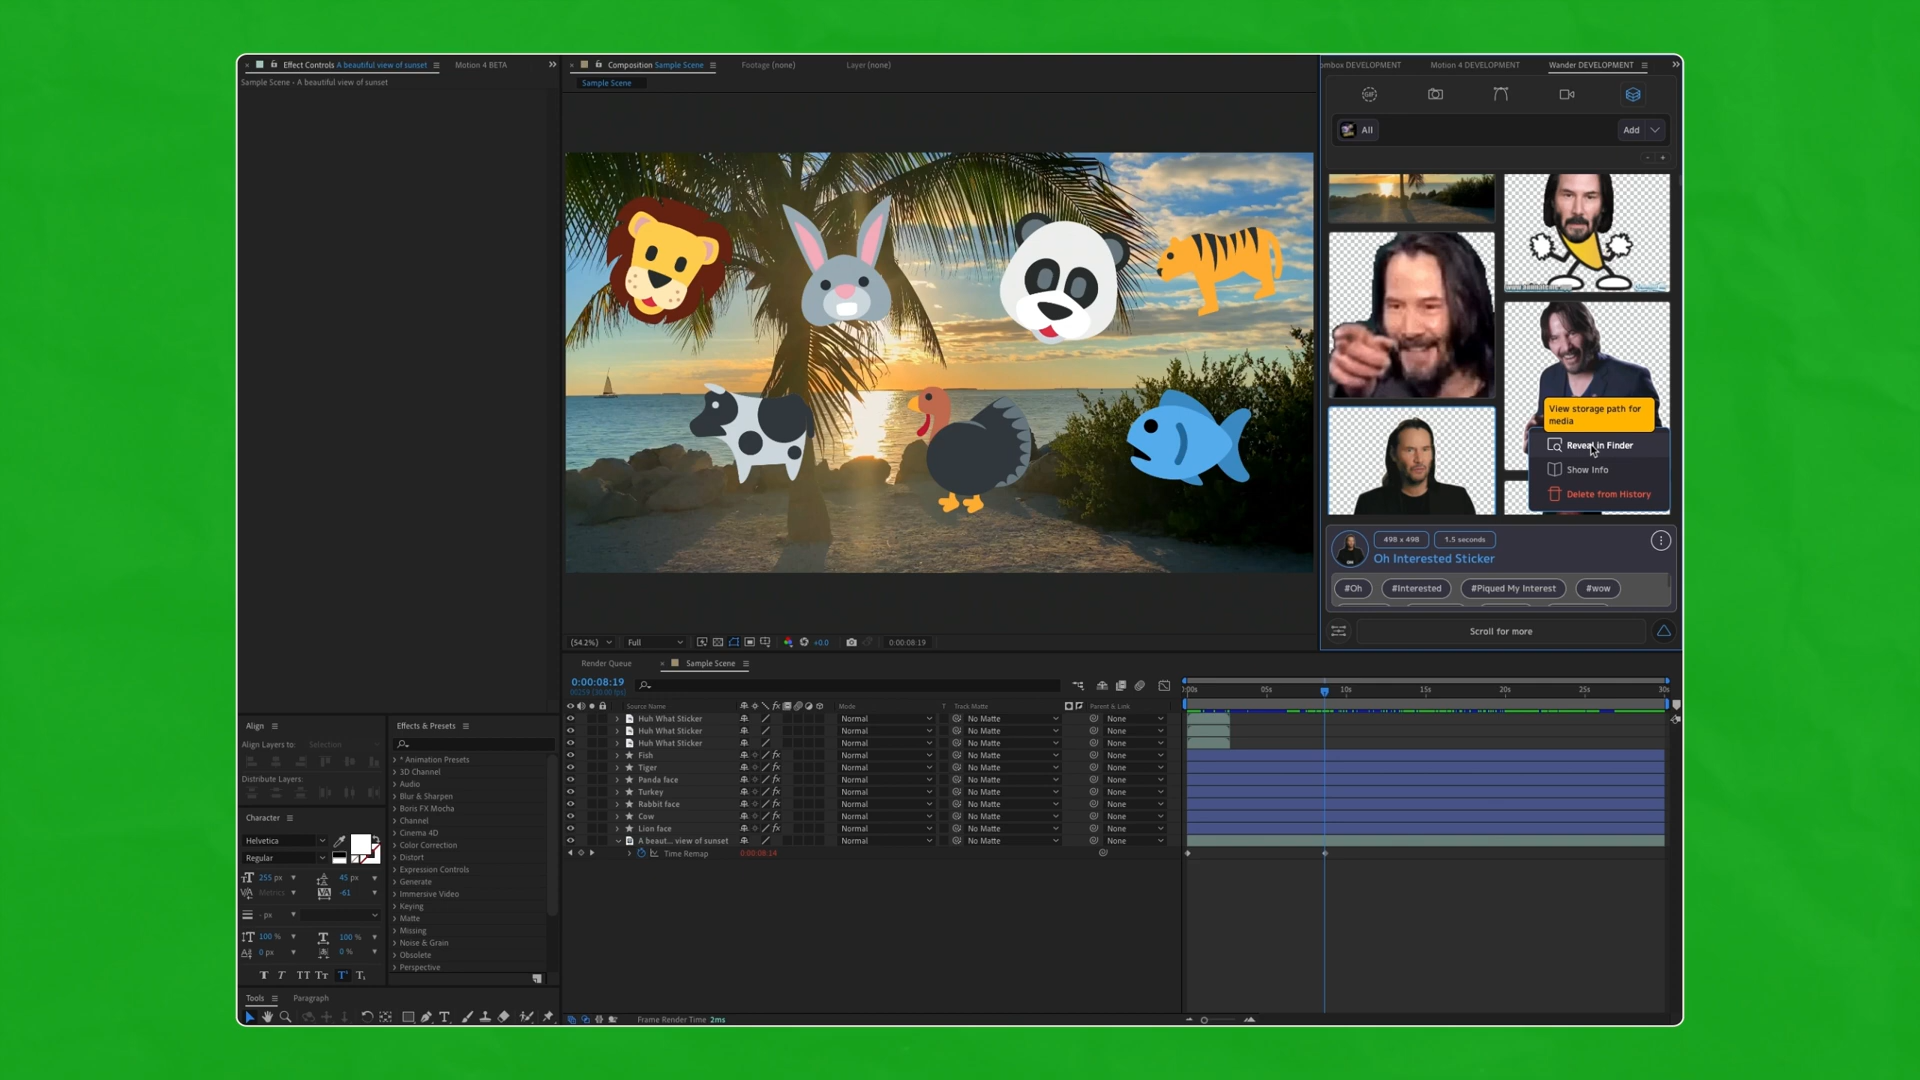 Effect Controls A beautiful view of sunset
Motion 4 BETA
Sample Scene - A beautiful view of sunset
Composition Sample Scene
Footage (none)
Layer (none)
Sample Scene
ombox DEVELOPMENT
Motion 4 DEVELOPMENT
Wander DEVELOPMENT
GIF
All
Add
View storage path for
media
Reveal in Finder
Show Info
Delete from History
498 x 498
1.5 seconds
Oh Interested Sticker
#Oh
#Interested
#Piqued My Interest
#wow
Scroll for more
(54.2%)
Full
+0.0
0:00:08:19
Render Queue
Sample Scene
0:00:08:19
00259 (30.00 fps)
Source Name
Mode
T
Track Matte
Parent & Link
:00s
05s
10s
15s
20s
25s
30s
Huh What Sticker Normal No Matte None
Huh What Sticker Normal No Matte None
Huh What Sticker Normal No Matte None
Fish Normal No Matte None
Tiger Normal No Matte None
Panda face Normal No Matte None
Turkey Normal No Matte None
Rabbit face Normal No Matte None
Cow Normal No Matte None
Lion face Normal No Matte None
A beaut... view of sunset Normal No Matte None
Time Remap 0:00:08:14
Frame Render Time 2ms
Align
Align Layers to: Selection
Distribute Layers:
Character
Helvetica
Regular
255 px
45 px
Metrics
-61
- px
100 %
100 %
0 px
0 %
Tools
Paragraph
Effects & Presets
* Animation Presets
3D Channel
Audio
Blur & Sharpen
Boris FX Mocha
Channel
Cinema 4D
Color Correction
Distort
Expression Controls
Generate
Immersive Video
Keying
Matte
Missing
Noise & Grain
Obsolete
Perspective